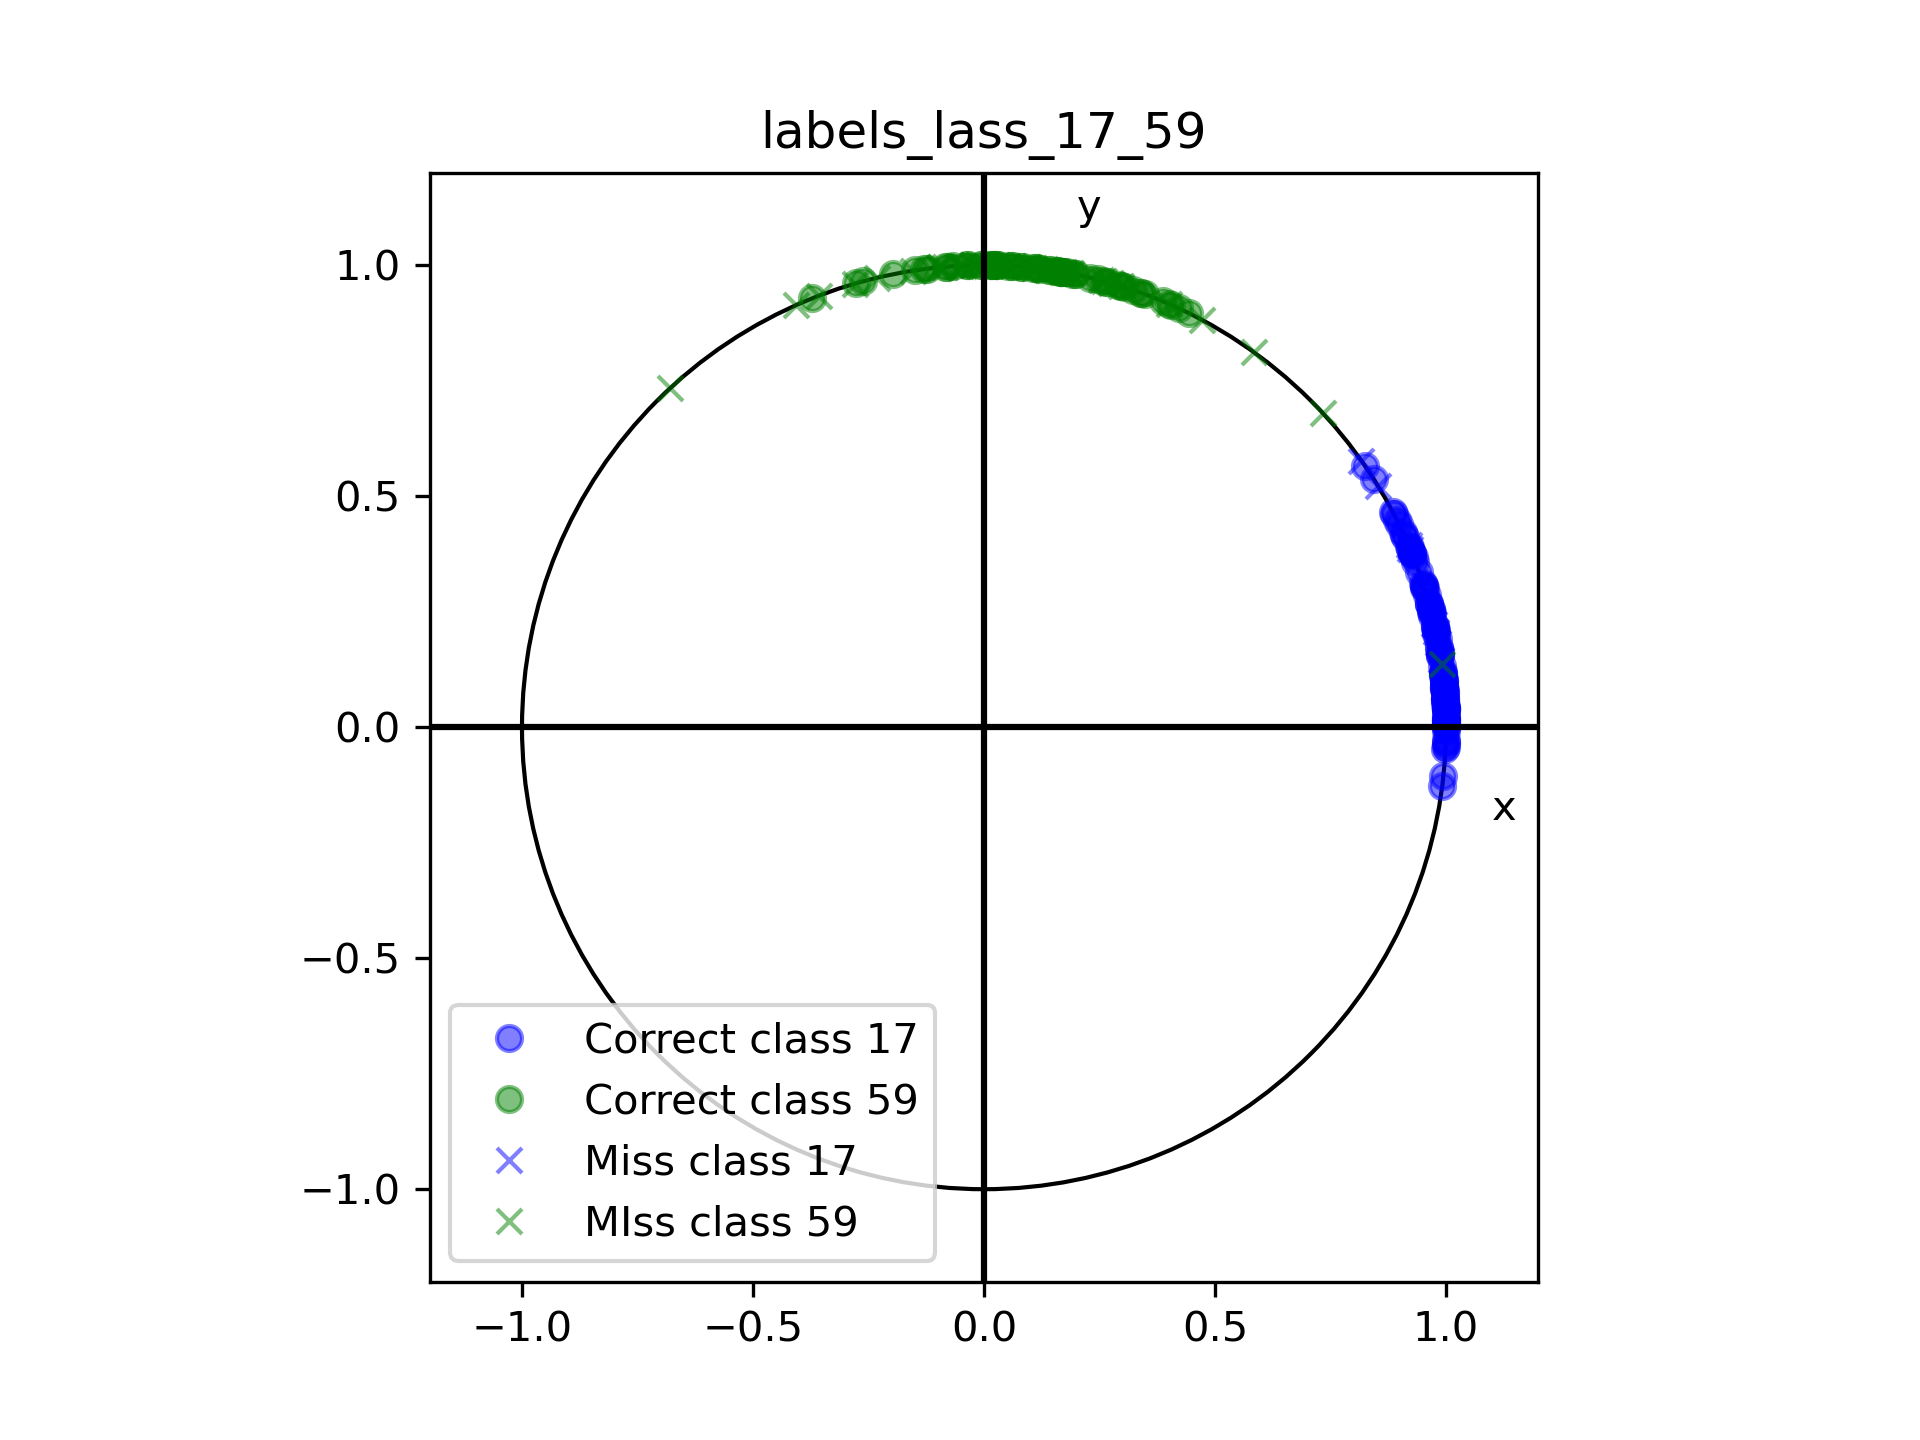 labels_lass_17_59
y
1.0
0.5
0.0
x
−0.5
−1.0
Correct class 17
Correct class 59
Miss class 17
MIss class 59
−1.0 −0.5 0.0 0.5 1.0